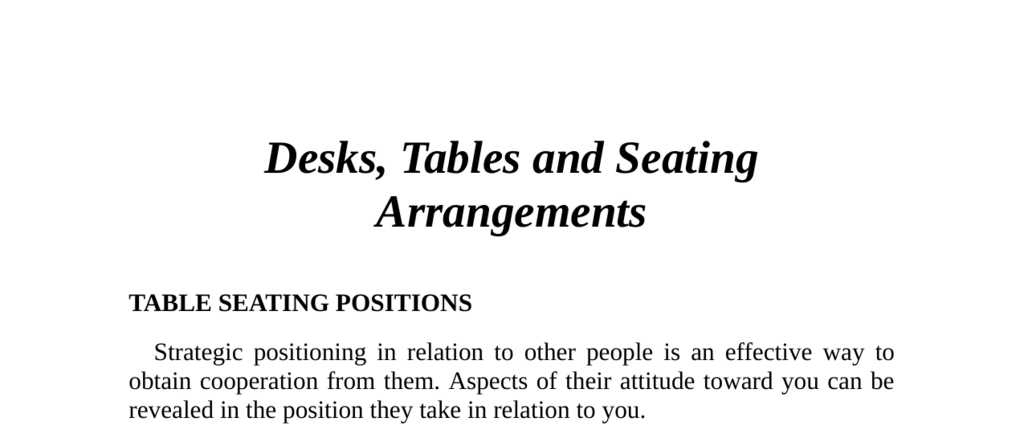 Desks, Tables and Seating
Arrangements
TABLE SEATING POSITIONS
Strategic positioning in relation to other people is an effective way to
obtain cooperation from them. Aspects of their attitude toward you can be
revealed in the position they take in relation to you.